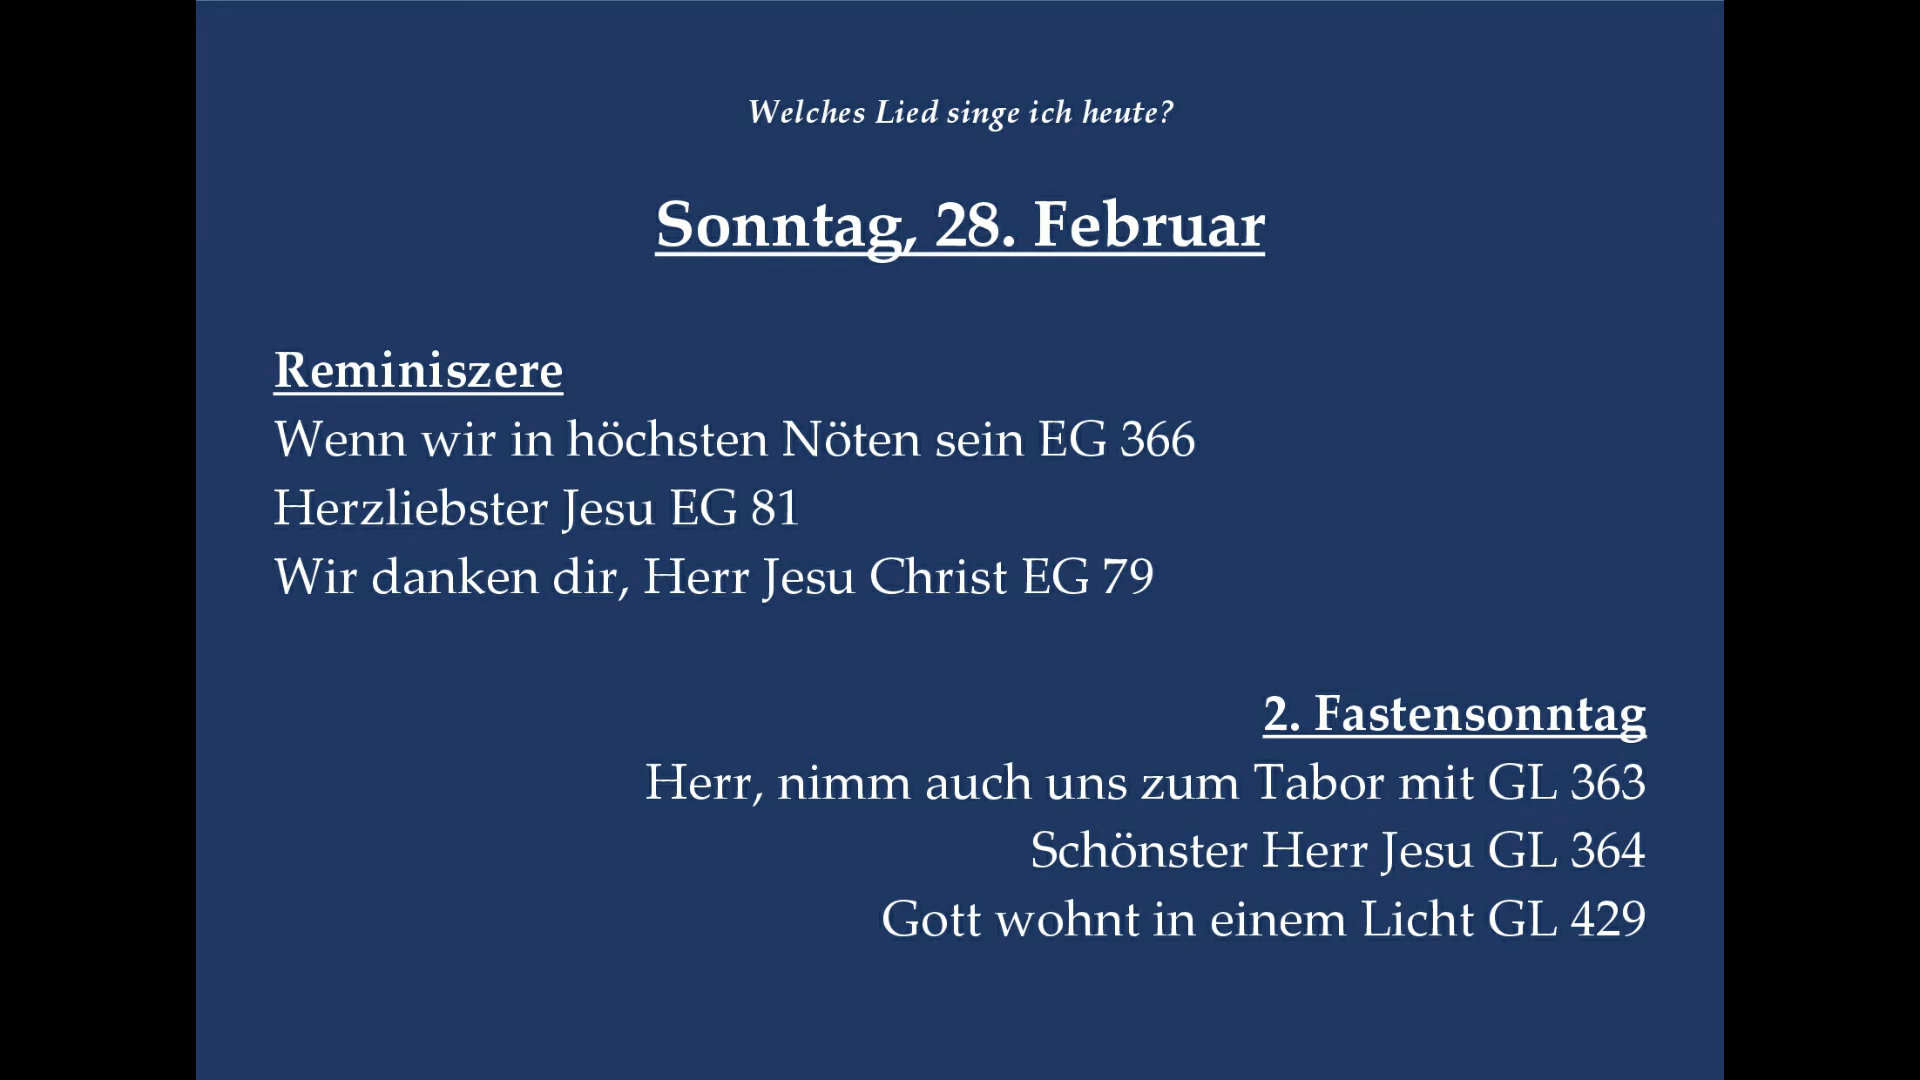 Welches Lied singe ich heute?
Sonntag, 28. Februar
Reminiszere
Wenn wir in höchsten Nöten sein EG 366
Herzliebster Jesu EG 81
Wir danken dir, Herr Jesu Christ EG 79
2. Fastensonntag
Herr, nimm auch uns zum Tabor mit GL 363
Schönster Herr Jesu GL 364
Gott wohnt in einem Licht GL 429